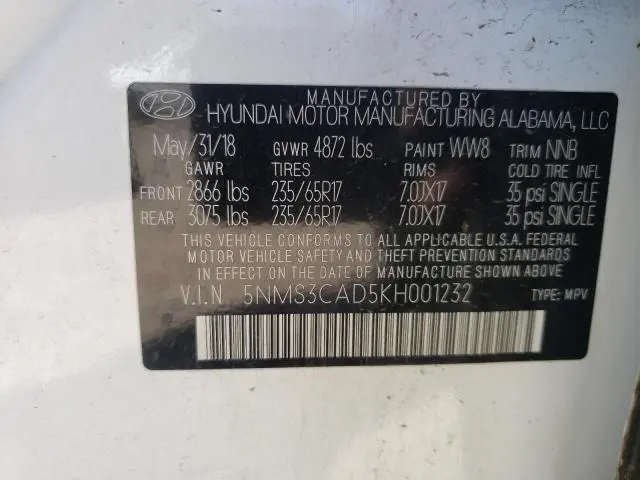 MANUFACTURED BY
HYUNDAI MOTOR MANUFACTURING ALABAMA, LLC
May/31/18 GVWR 4872 lbs PAINT WW8 TRIM NNB
GAWR TIRES RIMS COLD TIRE INFL
FRONT 2866 lbs 235/65R17 7.0JX17 35 psi SINGLE
REAR 3075 lbs 235/65R17 7.0JX17 35 psi SINGLE
THIS VEHICLE CONFORMS TO ALL APPLICABLE U.S.A. FEDERAL
MOTOR VEHICLE SAFETY AND THEFT PREVENTION STANDARDS
IN EFFECT ON THE DATE OF MANUFACTURE SHOWN ABOVE.
V.I.N 5NMS3CAD5KH001232 TYPE: MPV